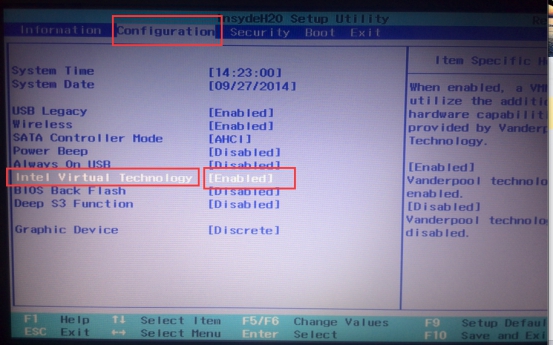 InsydeH2O Setup Utility
Information Configuration Security Boot Exit
Item Specific
System Time [14:23:00]
System Date [09/27/2014]
USB Legacy [Enabled]
Wireless [Enabled]
SATA Controller Mode [AHCI]
Power Beep [Disabled]
Always On USB [Disabled]
Intel Virtual Technology [Enabled]
BIOS Back Flash [Disabled]
Deep S3 Function [Disabled]
Graphic Device [Discrete]
When enabled, a VM
utilize the additi
hardware capabilit
provided by Vanderp
Technology.
[Enabled]
Vanderpool technolo
enabled.
[Disabled]
Vanderpool technolo
disabled.
F1 Help ↑↓ Select Item F5/F6 Change Values F9 Setup Defau
ESC Exit ↔ Select Menu Enter Select F10 Save and Exi